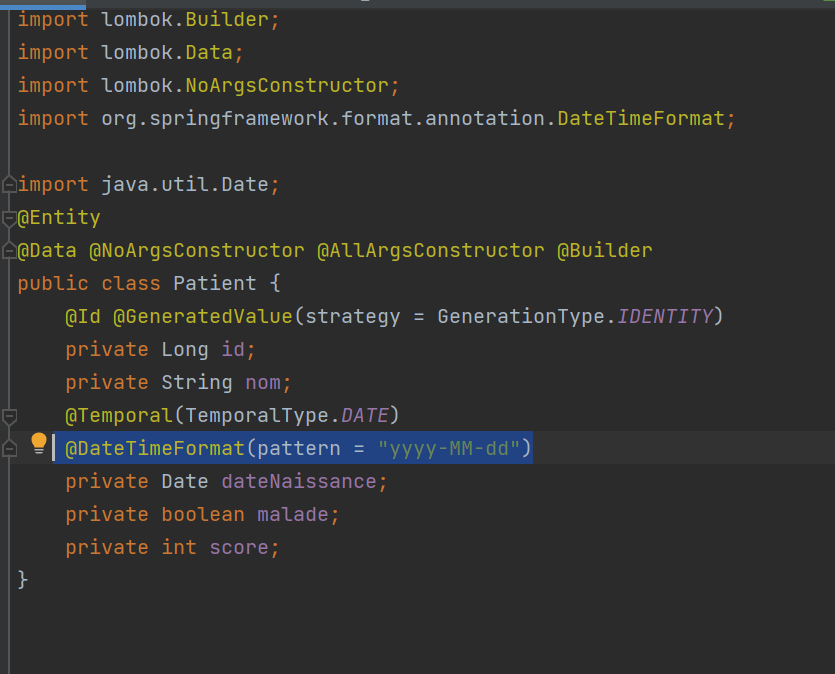 import lombok.Builder;
import lombok.Data;
import lombok.NoArgsConstructor;
import org.springframework.format.annotation.DateTimeFormat;
import java.util.Date;
@Entity
@Data @NoArgsConstructor @AllArgsConstructor @Builder
public class Patient {
@Id @GeneratedValue(strategy = GenerationType.IDENTITY)
private Long id;
private String nom;
@Temporal(TemporalType.DATE)
@DateTimeFormat(pattern = "yyyy-MM-dd")
private Date dateNaissance;
private boolean malade;
private int score;
}